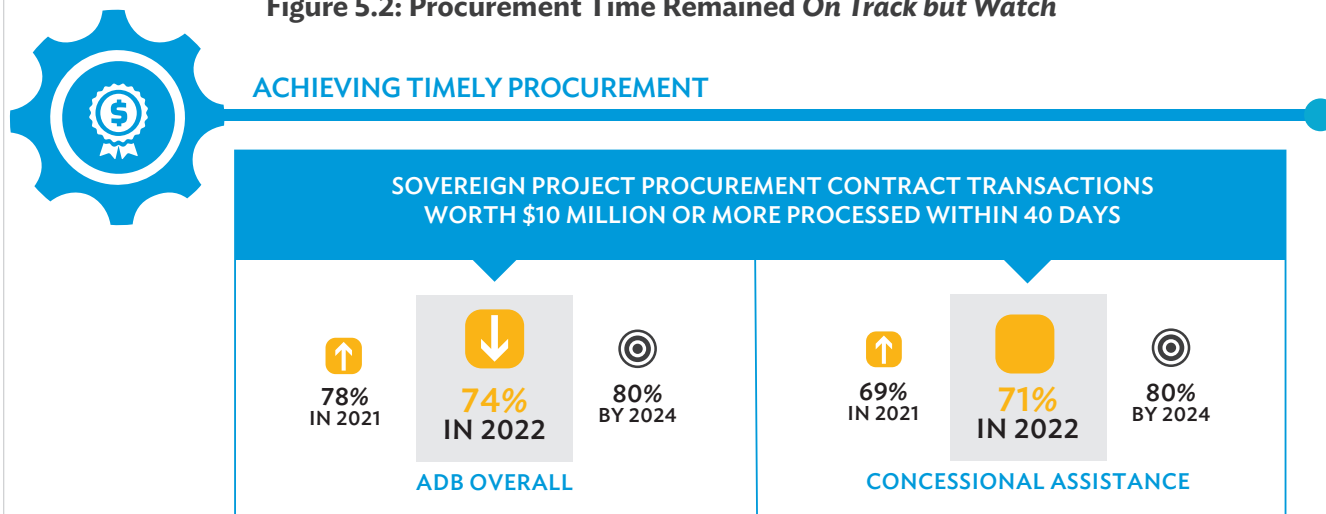 Figure 5.2: Procurement Time Remained On Track but Watch
ACHIEVING TIMELY PROCUREMENT
$
SOVEREIGN PROJECT PROCUREMENT CONTRACT TRANSACTIONS
WORTH $10 MILLION OR MORE PROCESSED WITHIN 40 DAYS
78%
IN 2021
74%
IN 2022
80%
BY 2024
ADB OVERALL
69%
IN 2021
71%
IN 2022
80%
BY 2024
CONCESSIONAL ASSISTANCE